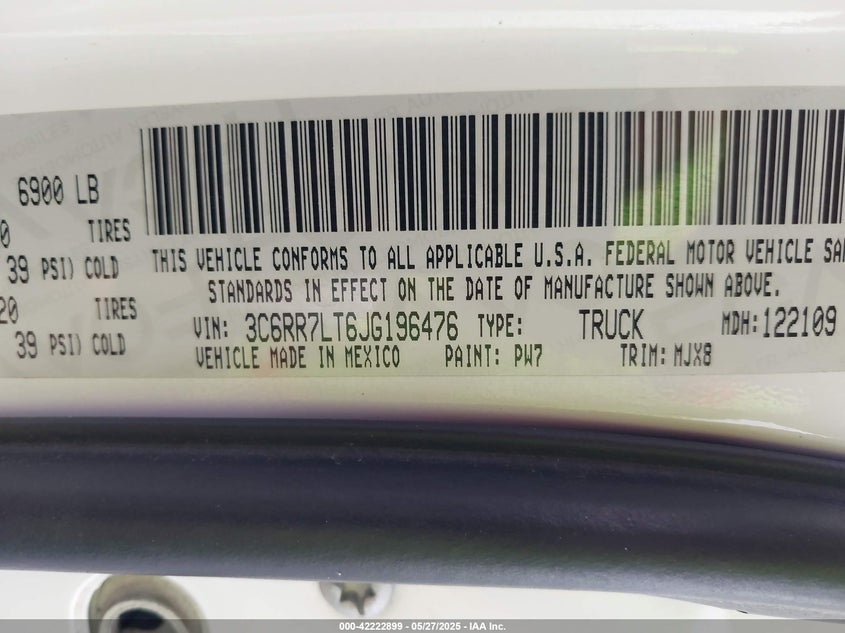 6900 LB
0 TIRES
39 PSI) COLD
20 TIRES
39 PSI) COLD
THIS VEHICLE CONFORMS TO ALL APPLICABLE U.S.A. FEDERAL MOTOR VEHICLE SA
STANDARDS IN EFFECT ON THE DATE OF MANUFACTURE SHOWN ABOVE.
VIN: 3C6RR7LT6JG196476 TYPE: TRUCK MDH: 122109
VEHICLE MADE IN MEXICO PAINT: PW7 TRIM: MJX8
000-42222899 - 05/27/2025 - IAA Inc.